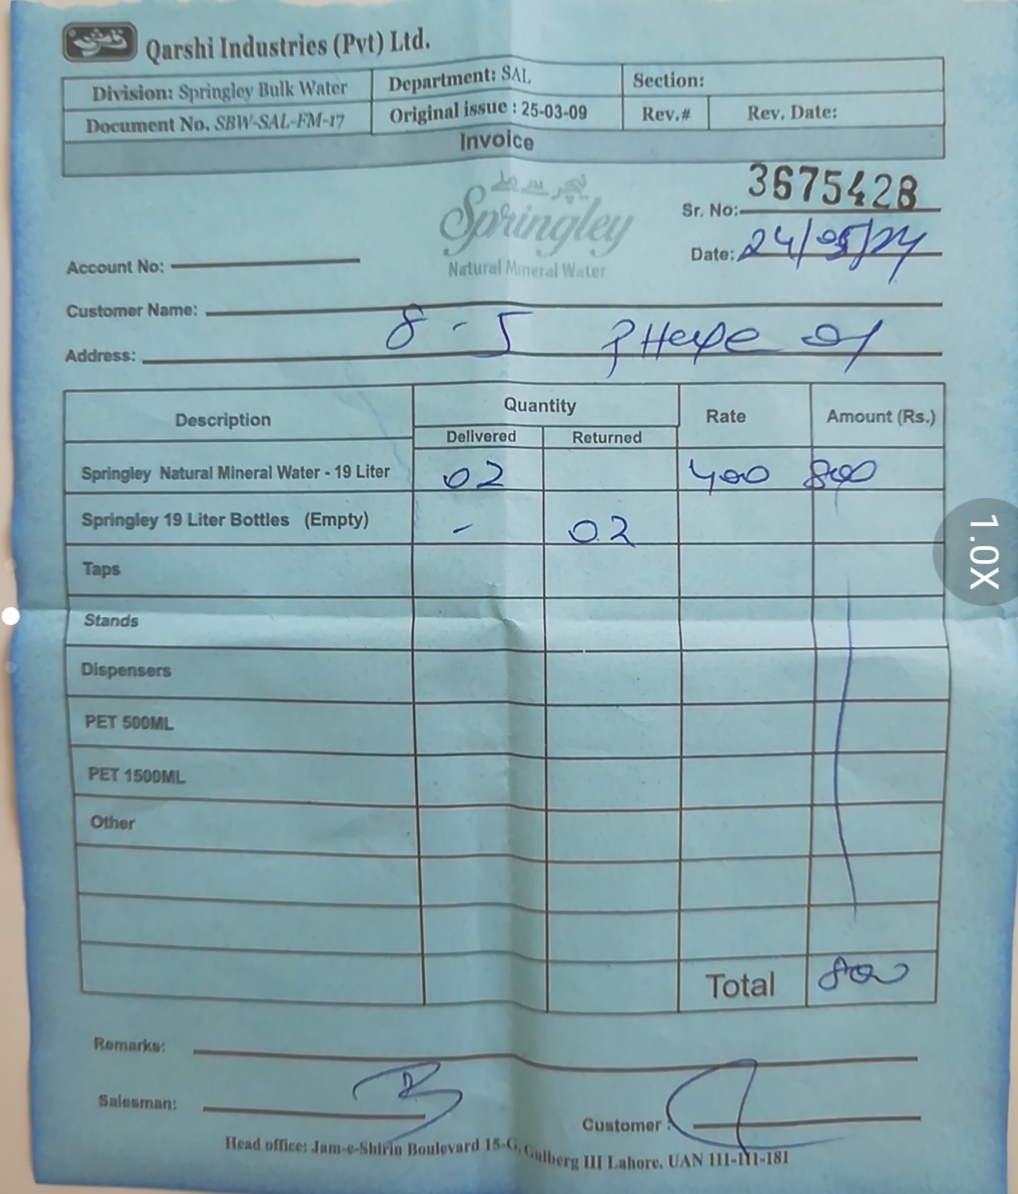 قرشی
Qarshi Industries (Pvt) Ltd.
Division: Springley Bulk Water
Department: SAL
Section:
Document No. SBW-SAL-FM-17
Original issue : 25-03-09
Rev.#
Rev. Date:
Invoice
Springley
Natural Mineral Water
Sr. No: 3675428
Date: 24/05/24
Account No:
Customer Name:
Address: 8-5
Description
Quantity
Rate
Amount (Rs.)
Delivered
Returned
Springley Natural Mineral Water - 19 Liter 02 400 800
Springley 19 Liter Bottles (Empty) - 02
Taps
Stands
Dispensers
PET 500ML
PET 1500ML
Other
Total 800
Remarks:
Salesman:
Customer :
Head office: Jam-e-Shirin Boulevard 15-G, Gulberg III Lahore. UAN 111-111-181
1.0X